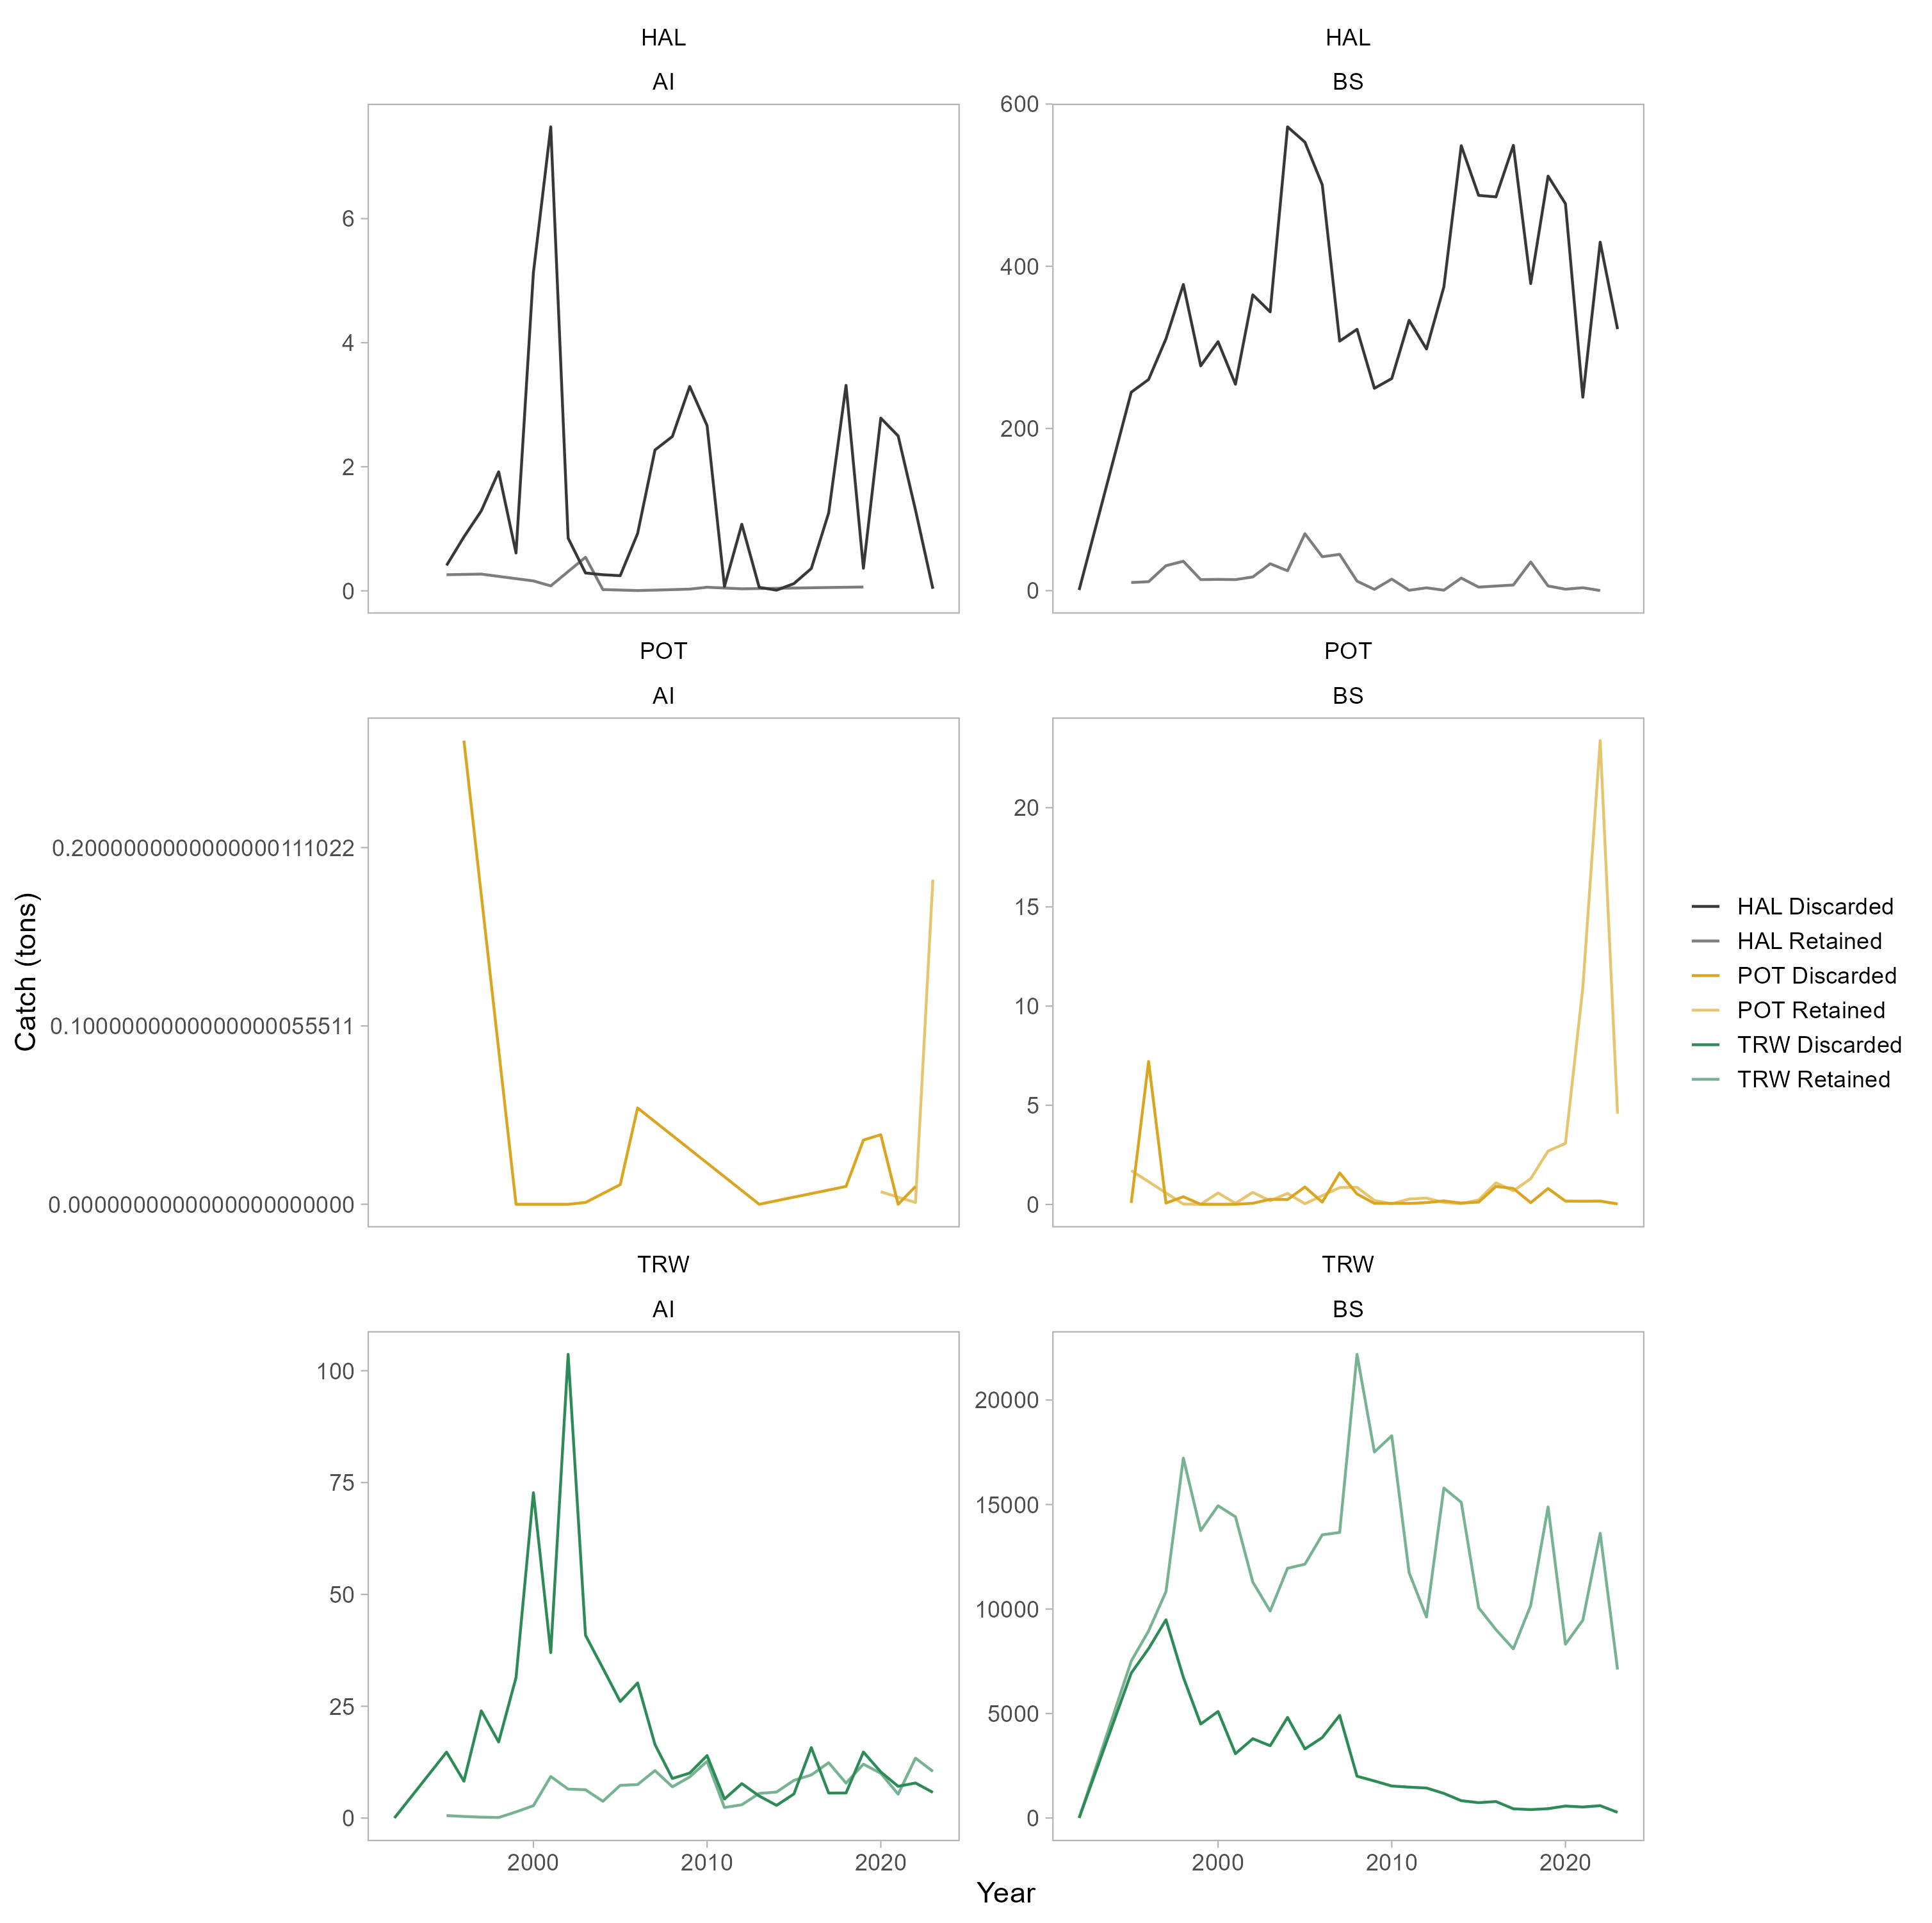 HAL
AI
HAL
BS
6
4
2
0
600
400
200
0
POT
AI
POT
BS
Catch (tons)
0.2000000000000000111022
0.1000000000000000055511
0.0000000000000000000000
20
15
10
5
0
HAL Discarded
HAL Retained
POT Discarded
POT Retained
TRW Discarded
TRW Retained
TRW
AI
TRW
BS
100
75
50
25
0
20000
15000
10000
5000
0
2000
2010
2020
2000
2010
2020
Year